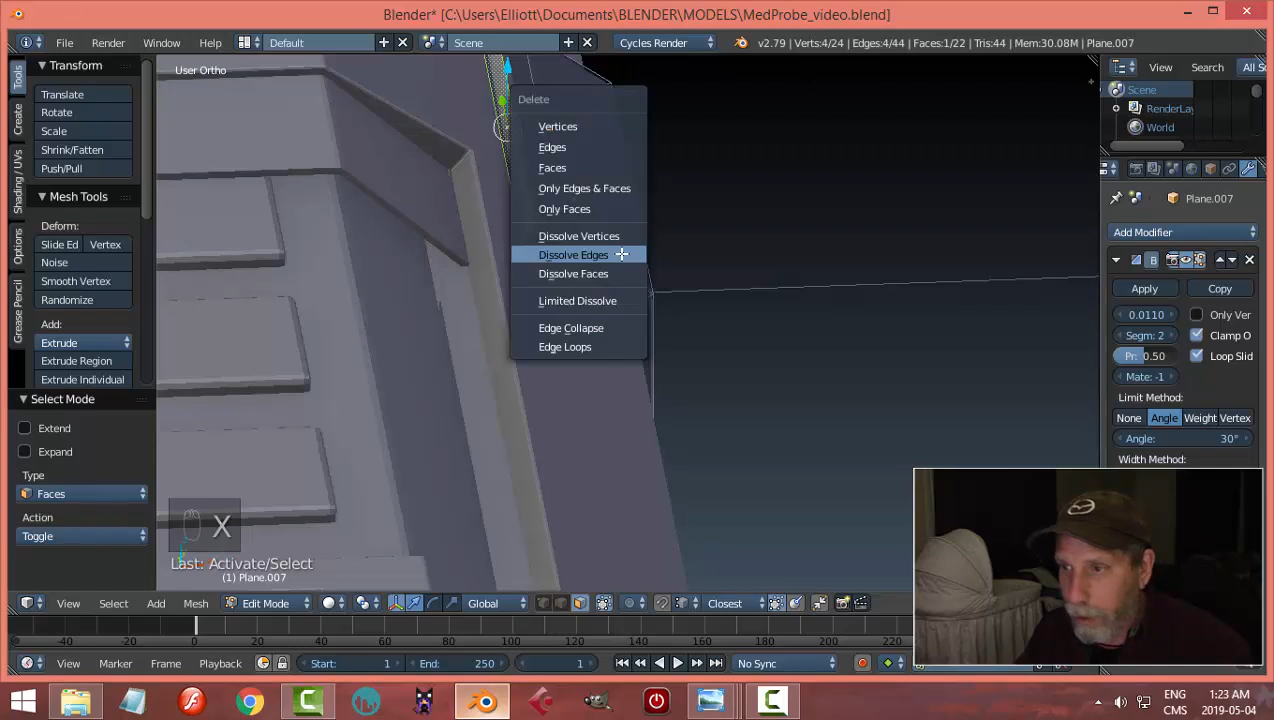 Blender* [C:\Users\Elliott\Documents\BLENDER\MODELS\MedProbe_video.blend]
File Render Window Help Default Scene Cycles Render v2.79 | Verts:4/24 | Edges:4/44 | Faces:1/22 | Tris:44 | Mem:30.08M | Plane.007
Transform
Translate
Rotate
Scale
Shrink/Fatten
Push/Pull
Mesh Tools
Deform:
Slide Ed Vertex
Noise
Smooth Vertex
Randomize
Add:
Extrude
Extrude Region
Extrude Individual
Tools
Create
Shading / UVs
Options
Grease Pencil
Select Mode
Extend
Expand
Type
Faces
Action
Toggle
User Ortho
Delete
Vertices
Edges
Faces
Only Edges & Faces
Only Faces
Dissolve Vertices
Dissolve Edges
Dissolve Faces
Limited Dissolve
Edge Collapse
Edge Loops
X
Last: Activate/Select
(1) Plane.007
View Search All S
Scene
RenderLay
World
Plane.007
Add Modifier
B
Apply Copy
0.0110 Only Ver
Segm: 2 Clamp O
Pr: 0.50 Loop Slid
Mate: -1
Limit Method:
None Angle Weight Vertex
Angle: 30°
Width Method:
View Select Add Mesh Edit Mode Global Closest
-40 -20 0 20 40 60 80 100 120 140 160 180 200 220
View Marker Frame Playback Start: 1 End: 250 1 No Sync
ENG 1:23 AM
CMS 2019-05-04